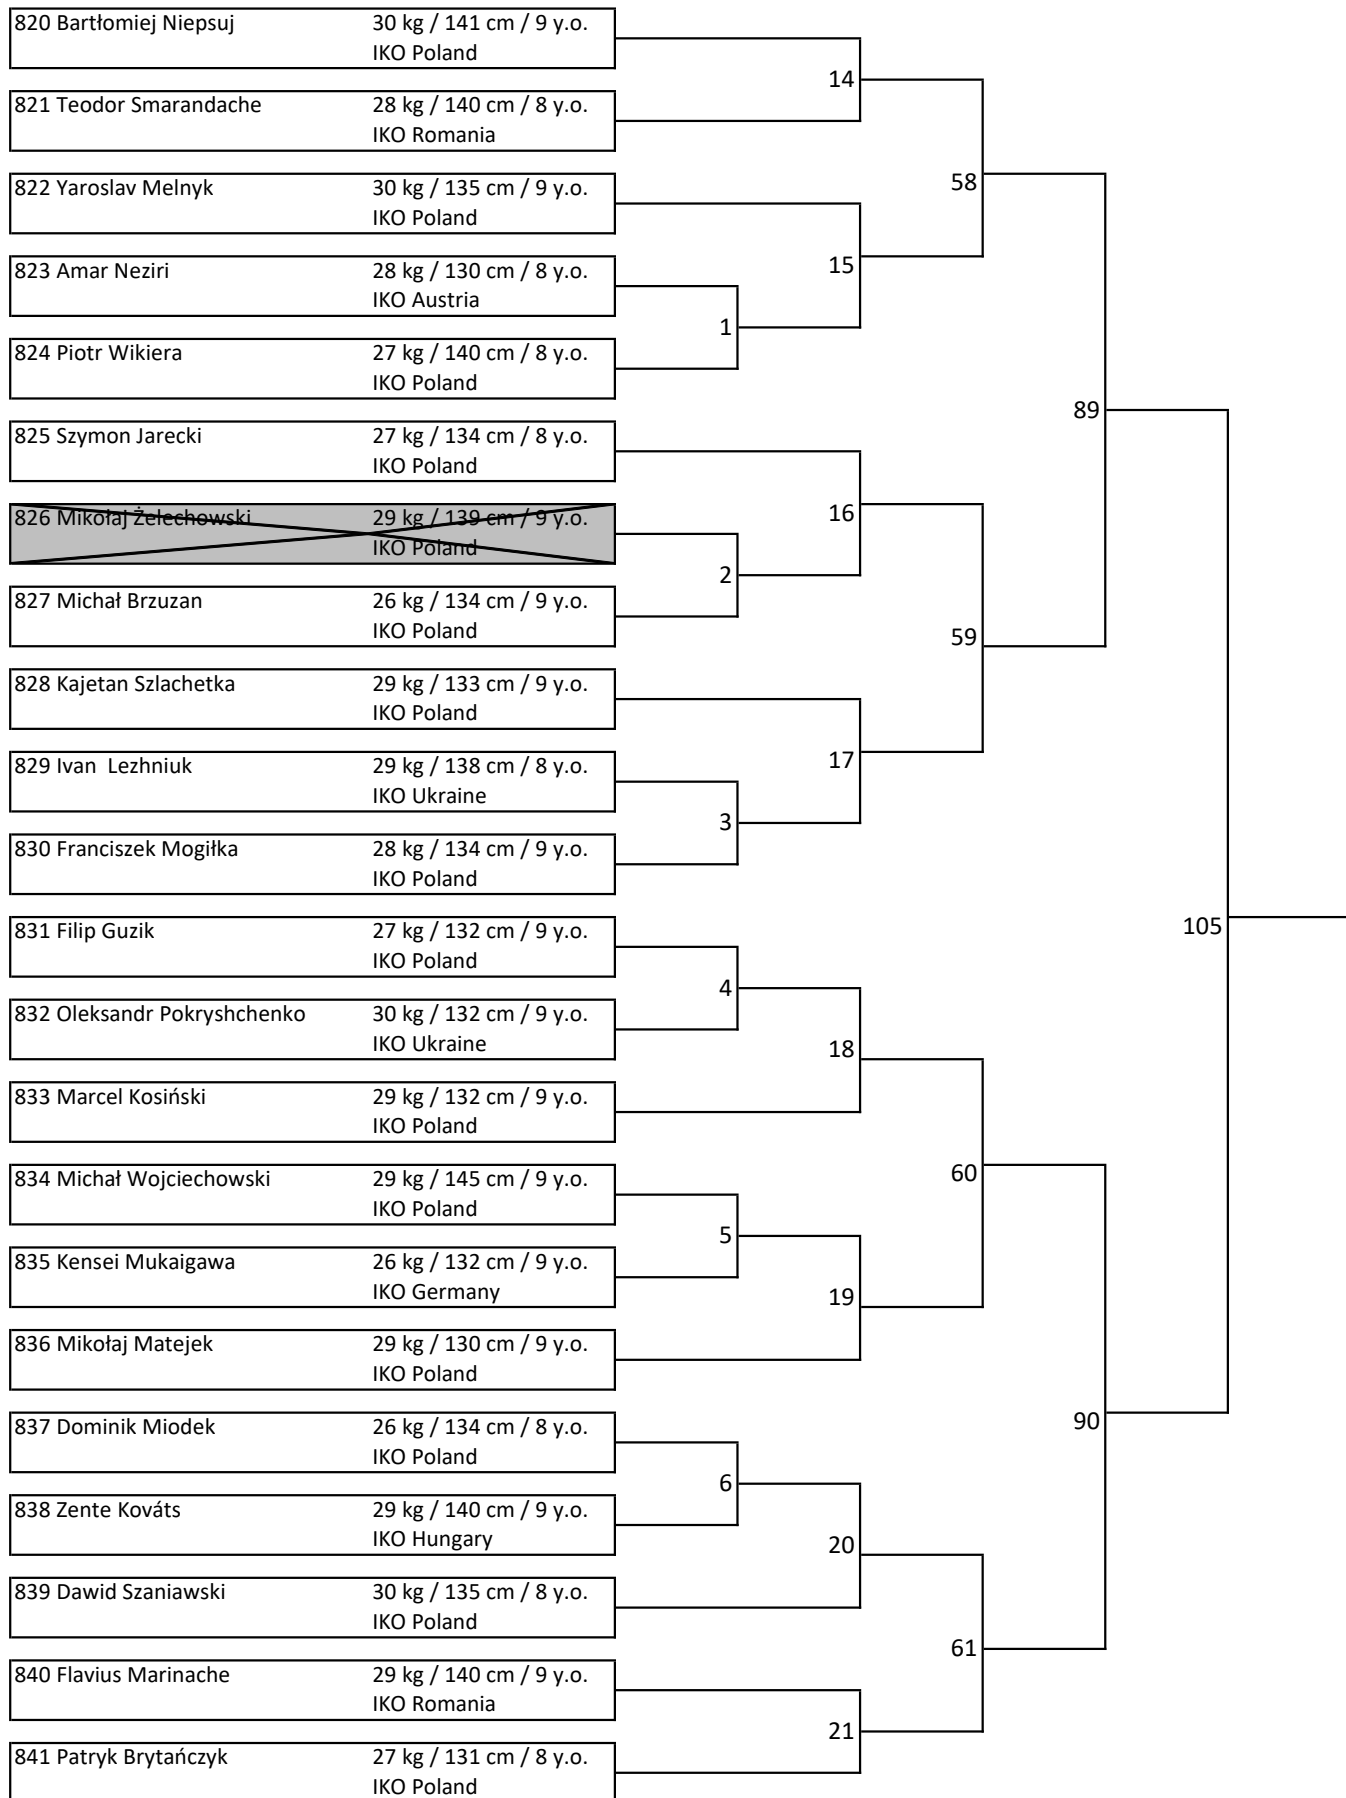 820 Bartłomiej Niepsuj 30 kg / 141 cm / 9 y.o.
IKO Poland
14
821 Teodor Smarandache 28 kg / 140 cm / 8 y.o.
IKO Romania
58
822 Yaroslav Melnyk 30 kg / 135 cm / 9 y.o.
IKO Poland
15
823 Amar Neziri 28 kg / 130 cm / 8 y.o.
IKO Austria
1
824 Piotr Wikiera 27 kg / 140 cm / 8 y.o.
IKO Poland
89
825 Szymon Jarecki 27 kg / 134 cm / 8 y.o.
IKO Poland
16
826 Mikołaj Żelechowski 29 kg / 139 cm / 9 y.o.
IKO Poland
2
827 Michał Brzuzan 26 kg / 134 cm / 9 y.o.
IKO Poland
59
828 Kajetan Szlachetka 29 kg / 133 cm / 9 y.o.
IKO Poland
17
829 Ivan Lezhniuk 29 kg / 138 cm / 8 y.o.
IKO Ukraine
3
830 Franciszek Mogiłka 28 kg / 134 cm / 9 y.o.
IKO Poland
105
831 Filip Guzik 27 kg / 132 cm / 9 y.o.
IKO Poland
4
832 Oleksandr Pokryshchenko 30 kg / 132 cm / 9 y.o.
IKO Ukraine
18
833 Marcel Kosiński 29 kg / 132 cm / 9 y.o.
IKO Poland
60
834 Michał Wojciechowski 29 kg / 145 cm / 9 y.o.
IKO Poland
5
835 Kensei Mukaigawa 26 kg / 132 cm / 9 y.o.
IKO Germany
19
836 Mikołaj Matejek 29 kg / 130 cm / 9 y.o.
IKO Poland
90
837 Dominik Miodek 26 kg / 134 cm / 8 y.o.
IKO Poland
6
838 Zente Kováts 29 kg / 140 cm / 9 y.o.
IKO Hungary
20
839 Dawid Szaniawski 30 kg / 135 cm / 8 y.o.
IKO Poland
61
840 Flavius Marinache 29 kg / 140 cm / 9 y.o.
IKO Romania
21
841 Patryk Brytańczyk 27 kg / 131 cm / 8 y.o.
IKO Poland